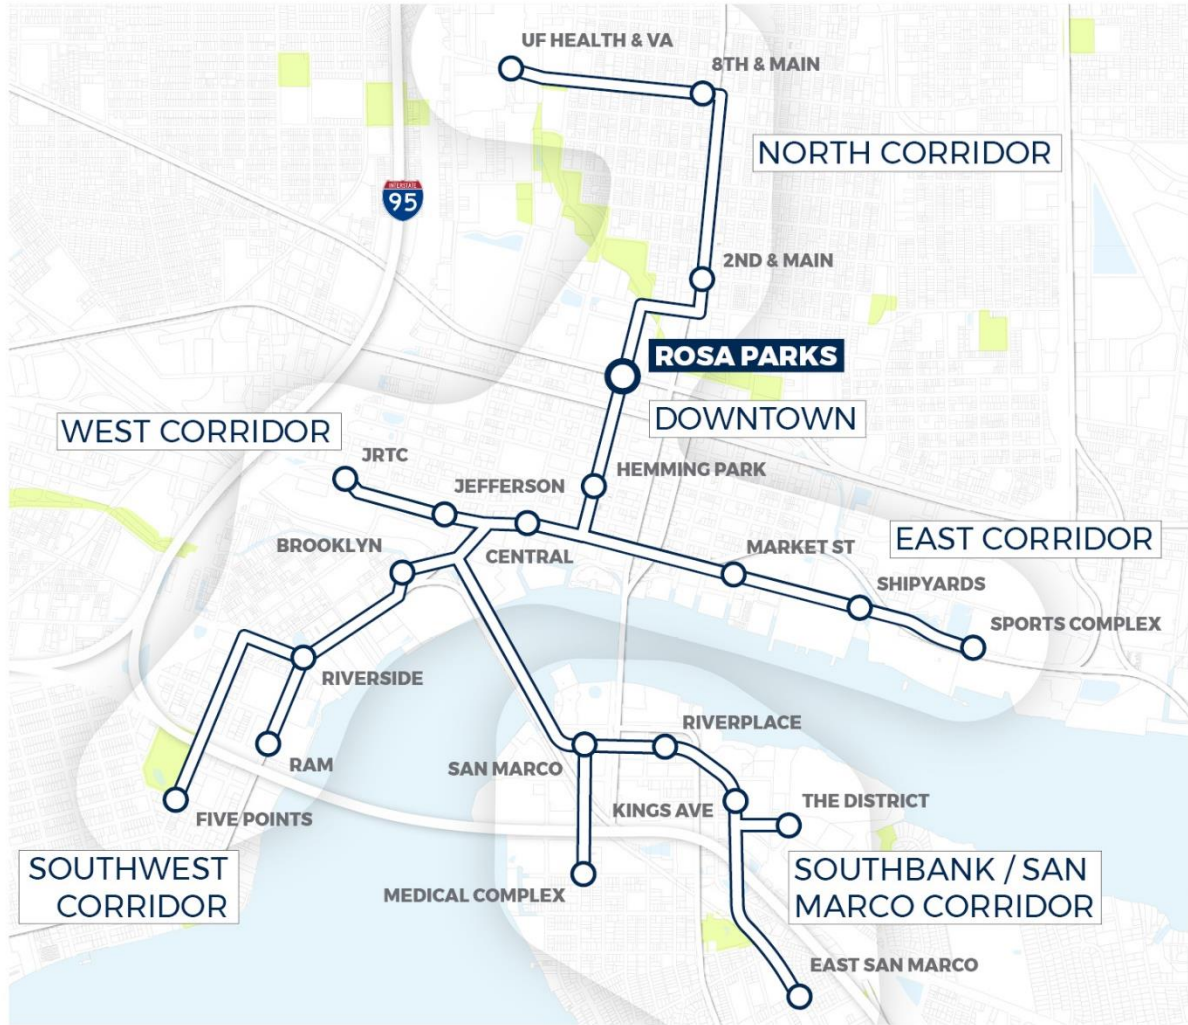 UF HEALTH & VA
8TH & MAIN
NORTH CORRIDOR
INTERSTATE
95
2ND & MAIN
ROSA PARKS
DOWNTOWN
WEST CORRIDOR
JRTC
HEMMING PARK
JEFFERSON
EAST CORRIDOR
BROOKLYN
CENTRAL
MARKET ST
SHIPYARDS
SPORTS COMPLEX
RIVERSIDE
RIVERPLACE
RAM
SAN MARCO
KINGS AVE
THE DISTRICT
FIVE POINTS
SOUTHWEST
CORRIDOR
MEDICAL COMPLEX
SOUTHBANK / SAN
MARCO CORRIDOR
EAST SAN MARCO